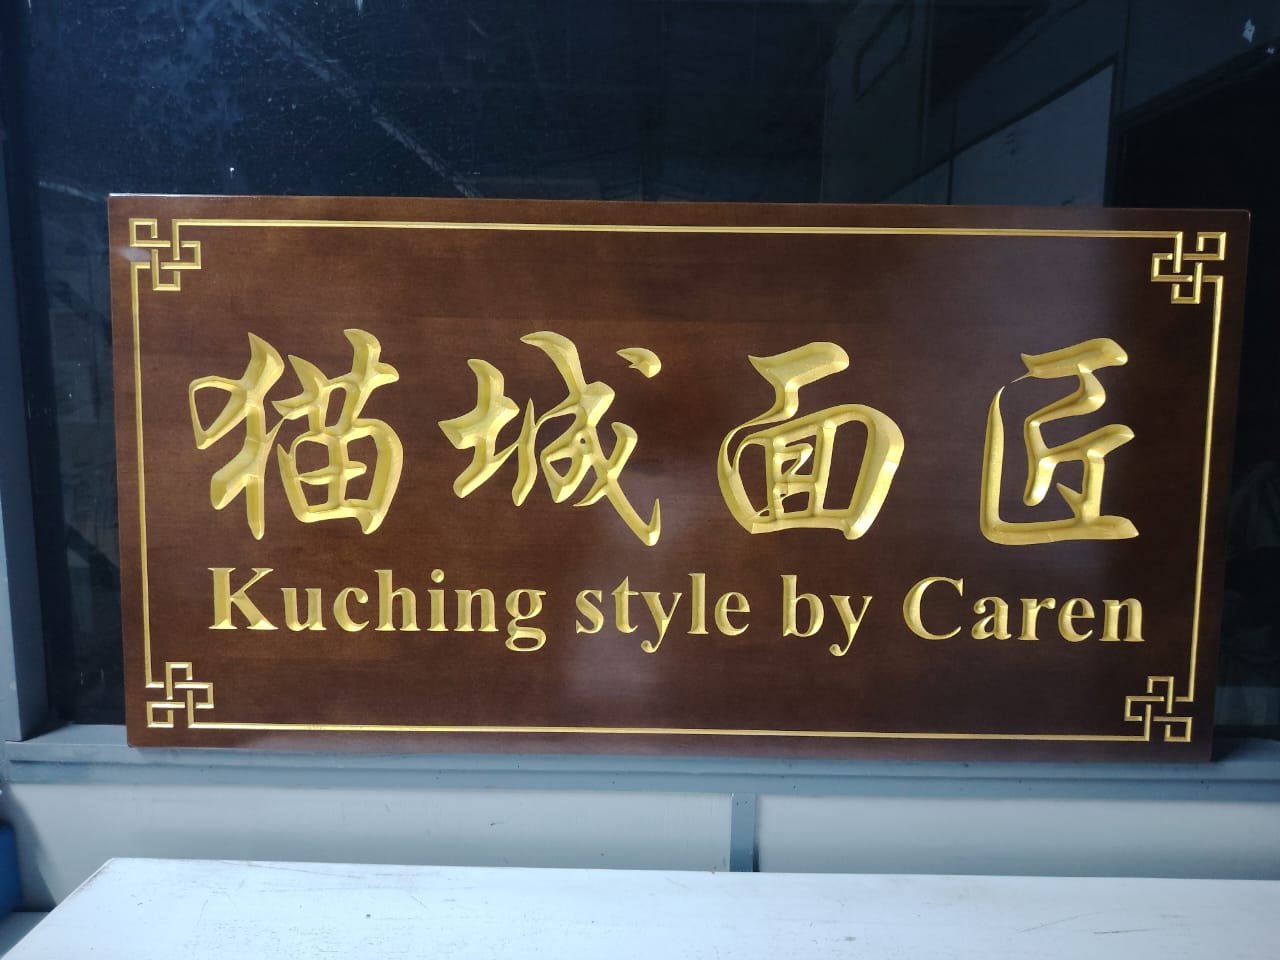 猫城面匠
Kuching style by Caren